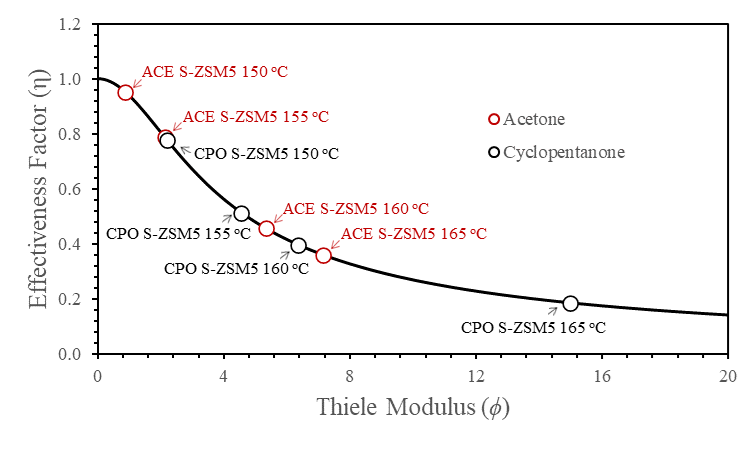 1.2
1.0
0.8
0.6
0.4
0.2
0.0
Effectiveness Factor (η)
ACE S-ZSM5 150 °C
ACE S-ZSM5 155 °C
CPO S-ZSM5 150 °C
Acetone
Cyclopentanone
ACE S-ZSM5 160 °C
CPO S-ZSM5 155 °C
ACE S-ZSM5 165 °C
CPO S-ZSM5 160 °C
CPO S-ZSM5 165 °C
0 4 8 12 16 20
Thiele Modulus (ϕ)